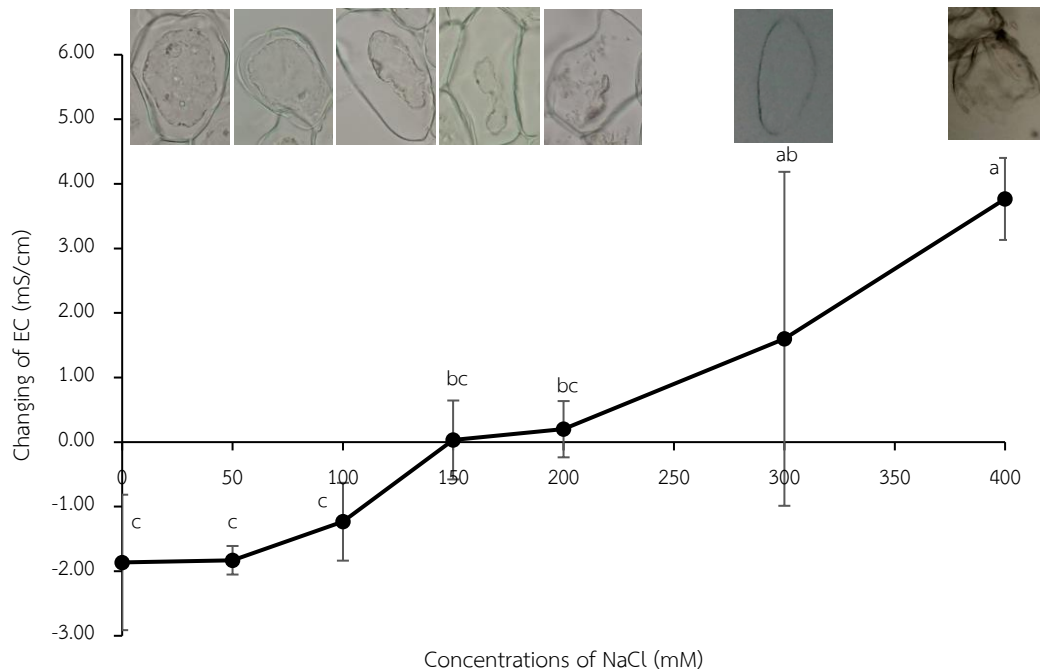 6.00
5.00
4.00
3.00
2.00
1.00
0.00
-1.00
-2.00
-3.00
Changing of EC (mS/cm)
c
c
c
bc
bc
ab
a
0 50 100 150 200 250 300 350 400
Concentrations of NaCl (mM)